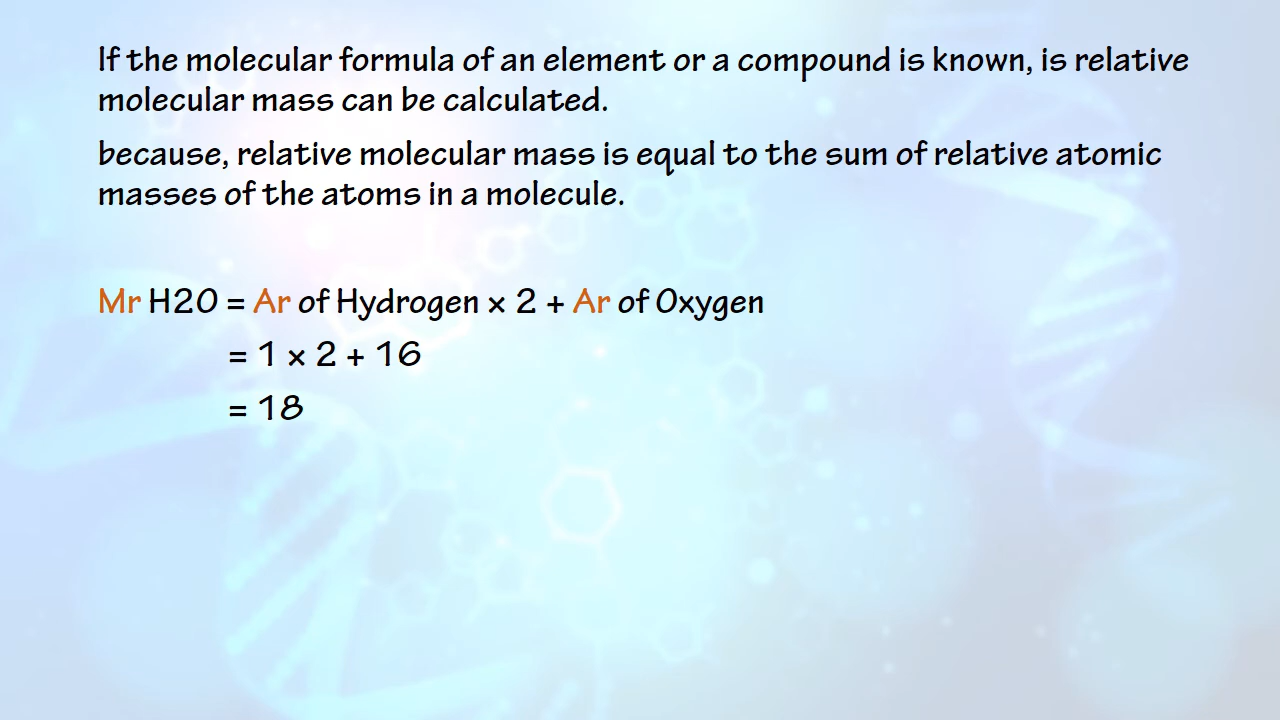 If the molecular formula of an element or a compound is known, is relative
molecular mass can be calculated.
because, relative molecular mass is equal to the sum of relative atomic
masses of the atoms in a molecule.
Mr H2O = Ar of Hydrogen × 2 + Ar of Oxygen
= 1 × 2 + 16
= 18